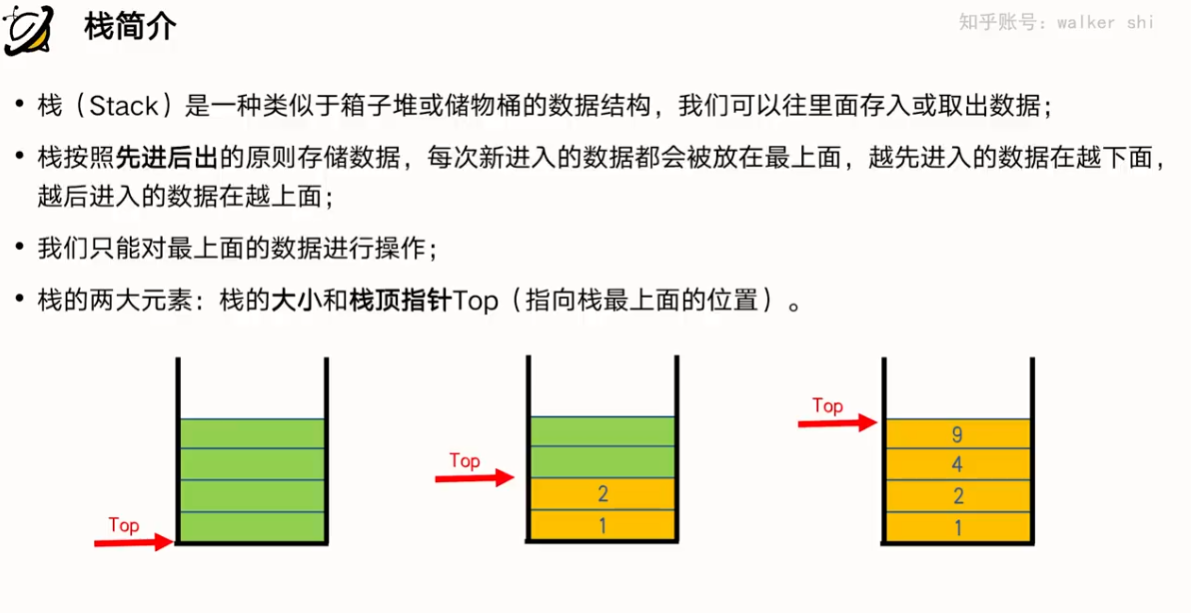 栈简介
知乎账号：walker shi
• 栈（Stack）是一种类似于箱子堆或储物桶的数据结构，我们可以往里面存入或取出数据；
• 栈按照先进后出的原则存储数据，每次新进入的数据都会被放在最上面，越先进入的数据在越下面，
越后进入的数据在越上面；
• 我们只能对最上面的数据进行操作；
• 栈的两大元素：栈的大小和栈顶指针Top（指向栈最上面的位置）。
Top
Top
2
1
Top
9
4
2
1